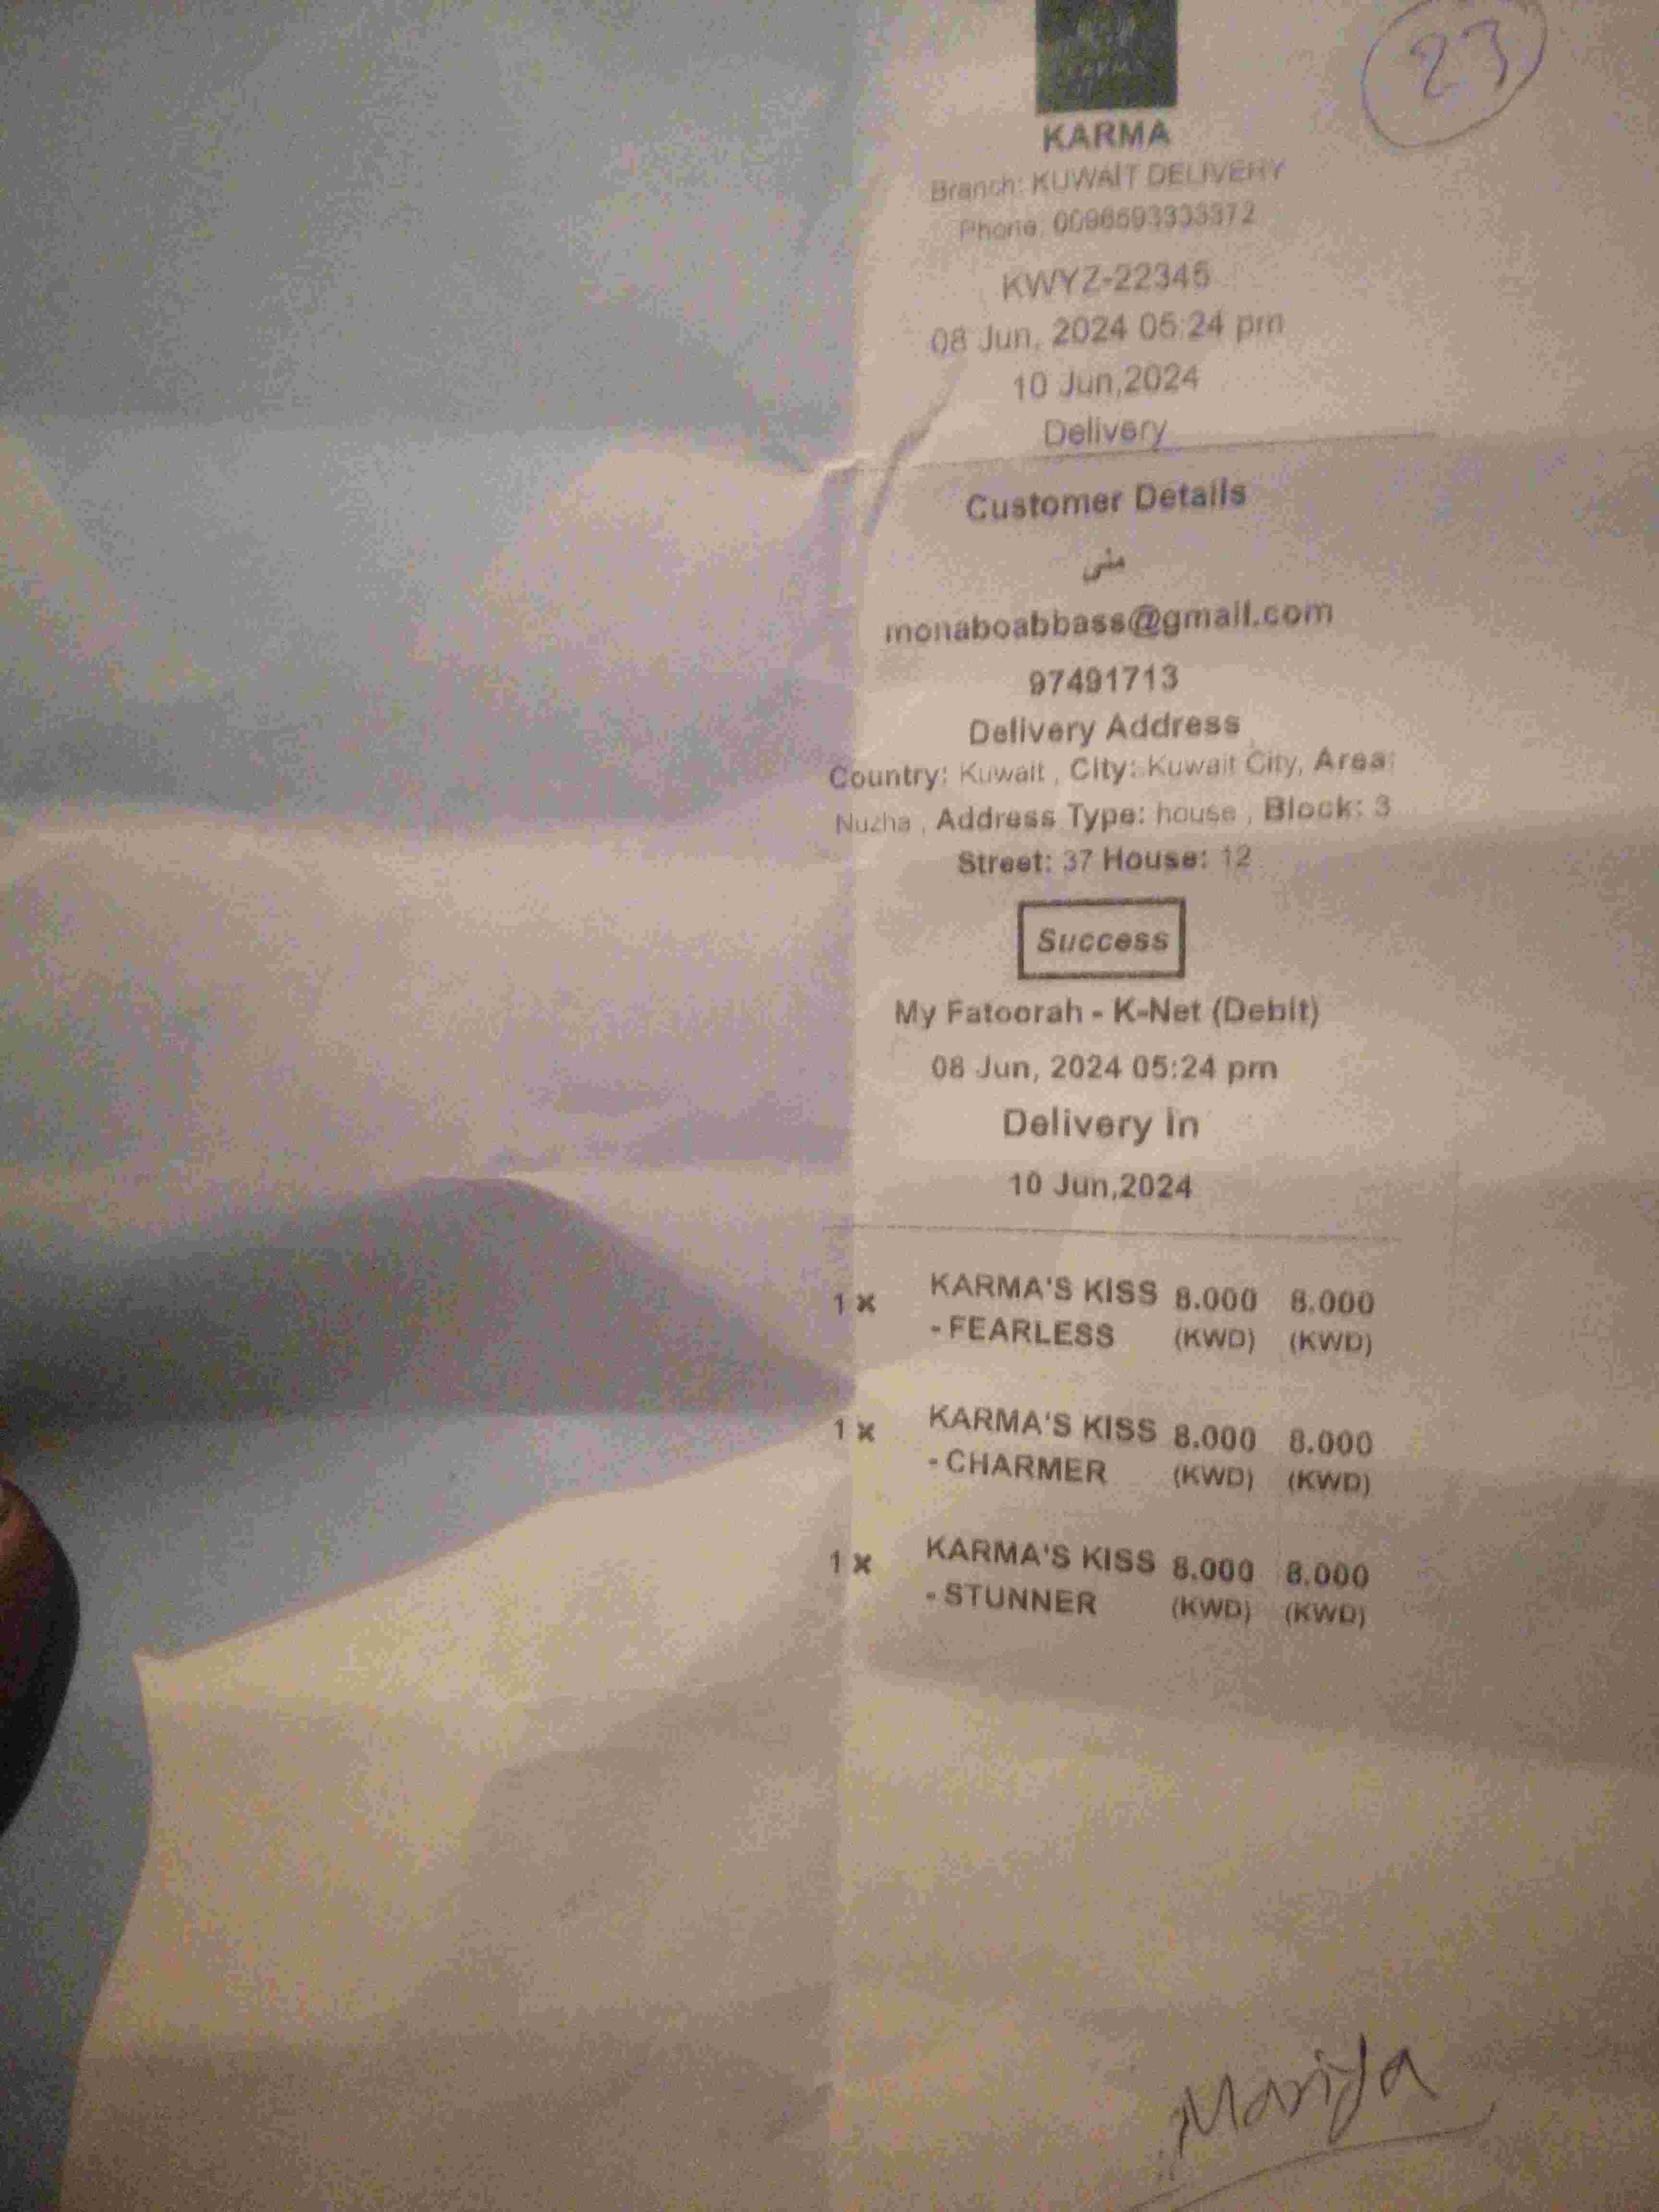 23
KARMA
Branch: KUWAIT DELIVERY
Phone: 0096593333372
KWYZ-22345
08 Jun, 2024 05:24 pm
10 Jun,2024
Delivery
Customer Details
منى
monaboabbass@gmail.com
97491713
Delivery Address
Country: Kuwait , City: Kuwait City, Area:
Nuzha , Address Type: house , Block: 3
Street: 37 House: 12
Success
My Fatoorah - K-Net (Debit)
08 Jun, 2024 05:24 pm
Delivery in
10 Jun,2024
1 x KARMA'S KISS 8.000 8.000
- FEARLESS (KWD) (KWD)
1 x KARMA'S KISS 8.000 8.000
- CHARMER (KWD) (KWD)
1 x KARMA'S KISS 8.000 8.000
- STUNNER (KWD) (KWD)
Mariya